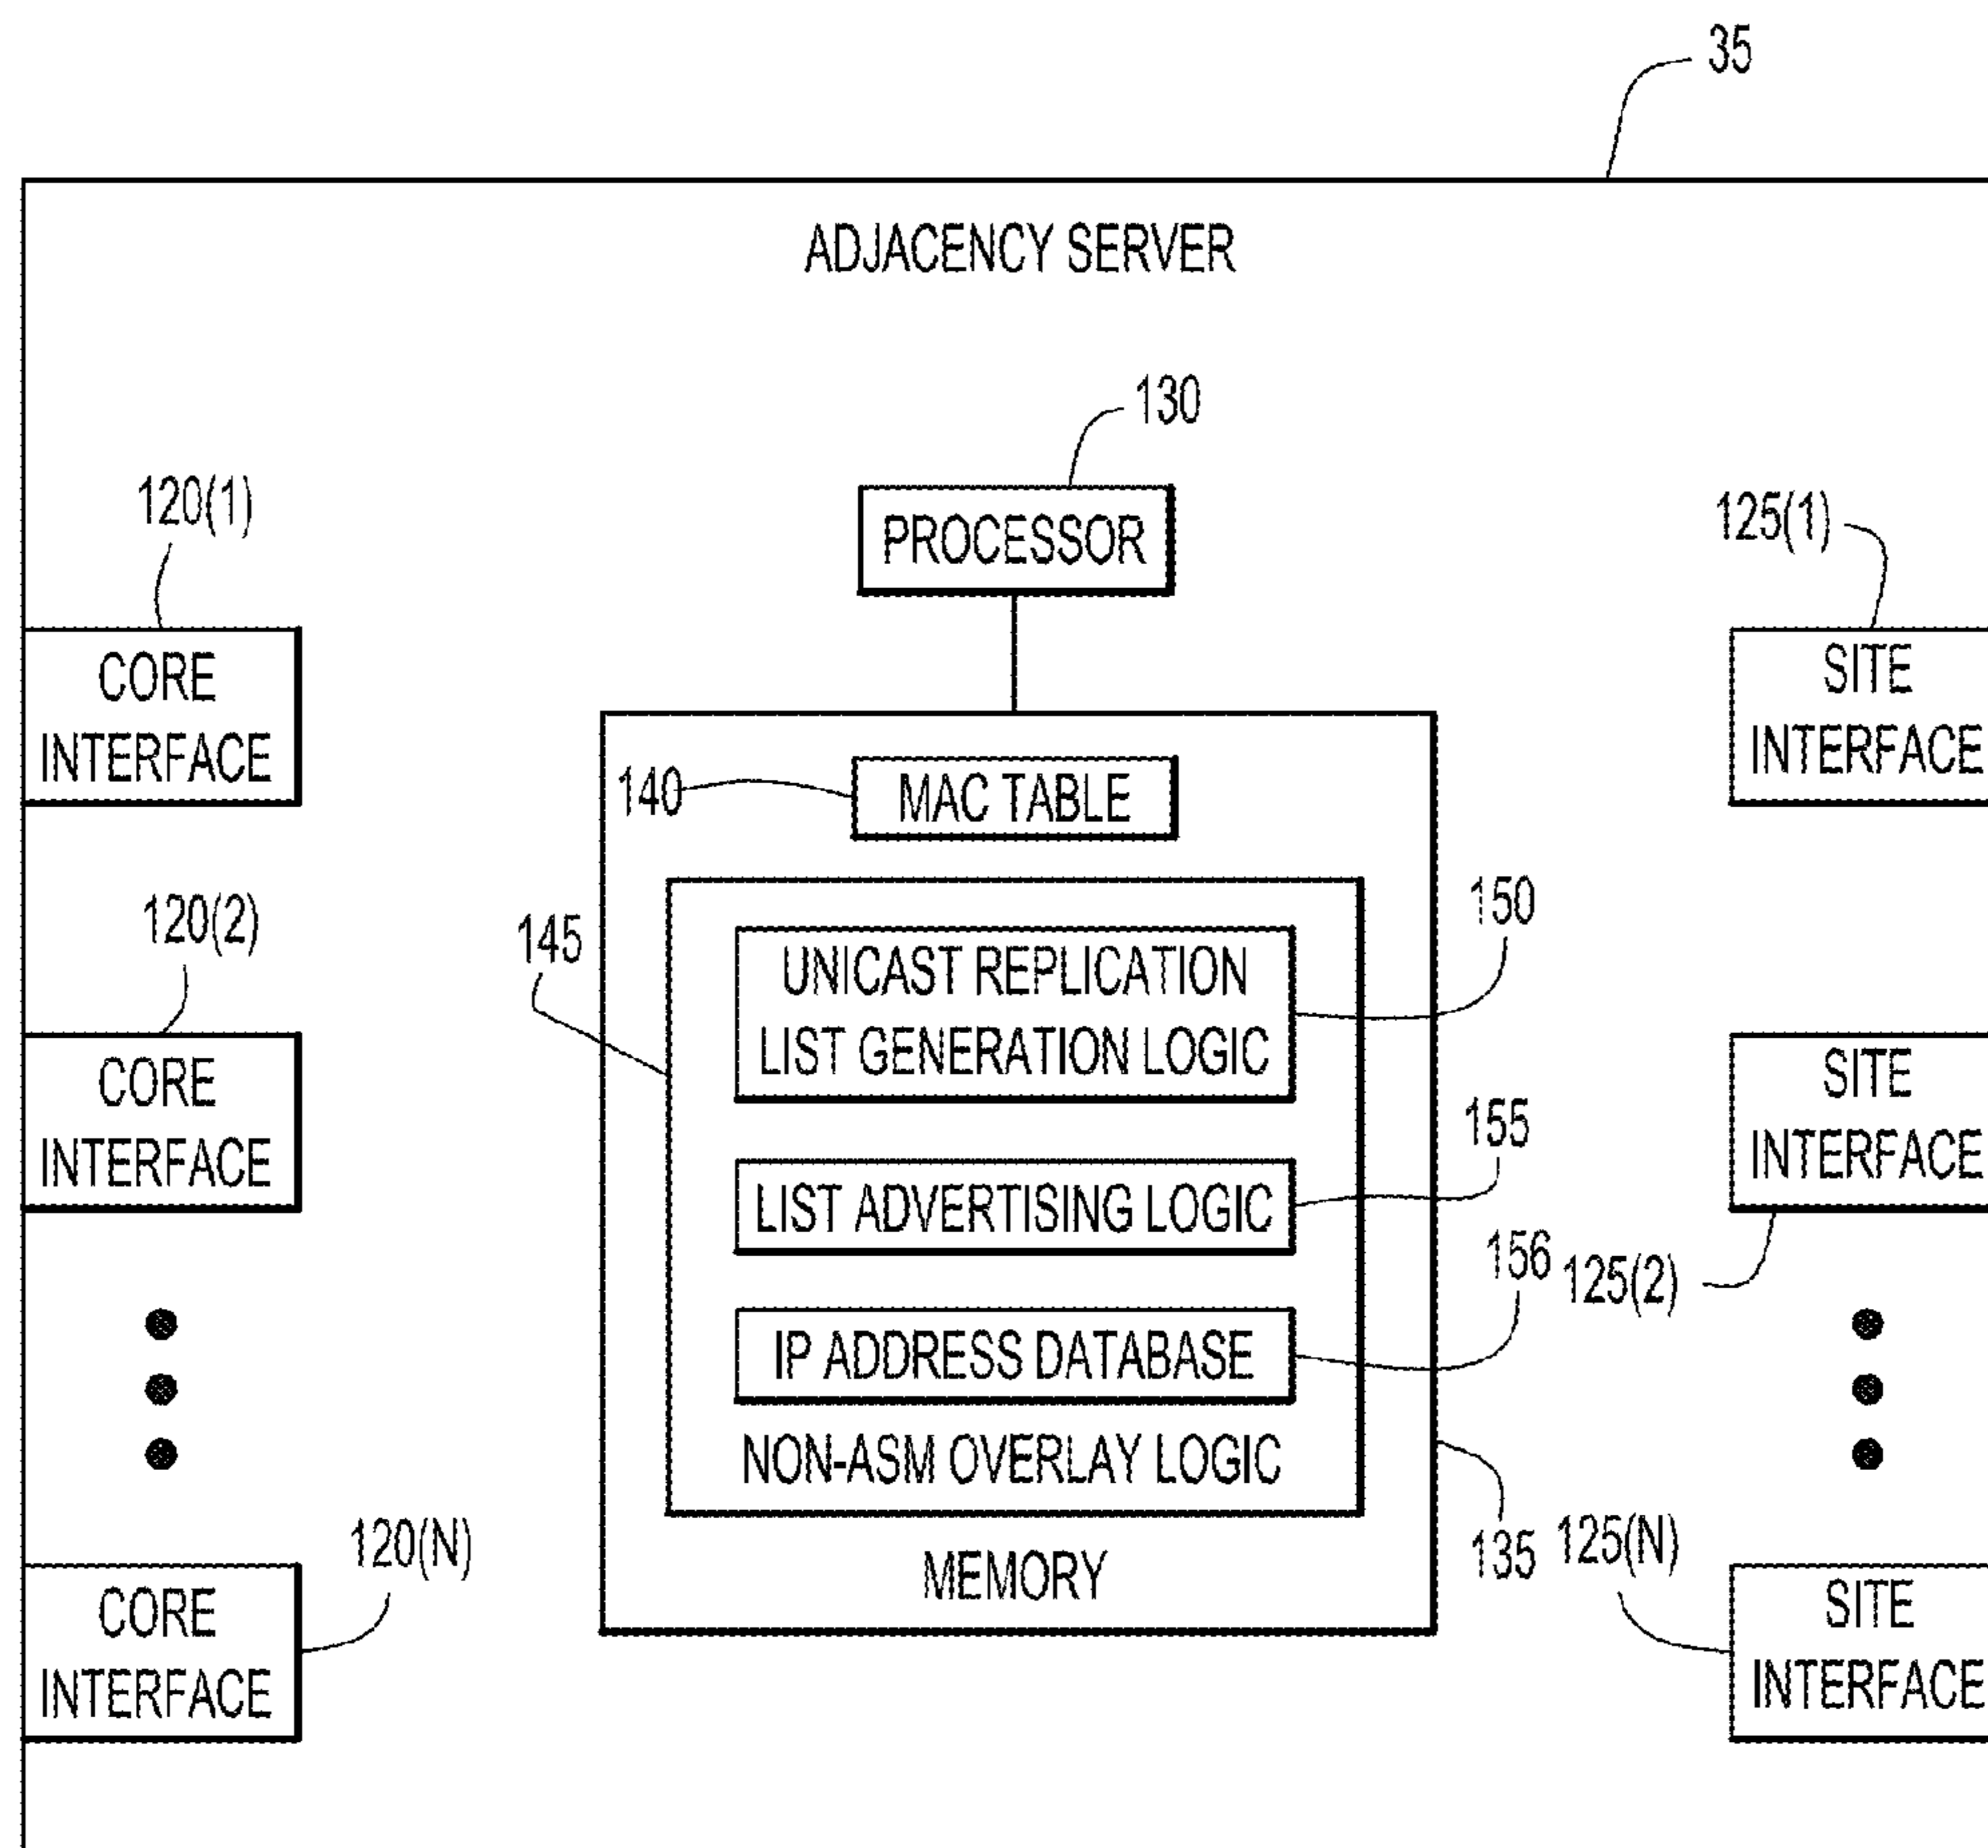 35
ADJACENCY SERVER
130
PROCESSOR
120(1)
CORE
INTERFACE
125(1)
SITE
INTERFACE
140
MAC TABLE
145
150
UNICAST REPLICATION
LIST GENERATION LOGIC
120(2)
CORE
INTERFACE
SITE
INTERFACE
125(2)
155
LIST ADVERTISING LOGIC
156
IP ADDRESS DATABASE
NON-ASM OVERLAY LOGIC
MEMORY
135
120(N)
CORE
INTERFACE
125(N)
SITE
INTERFACE